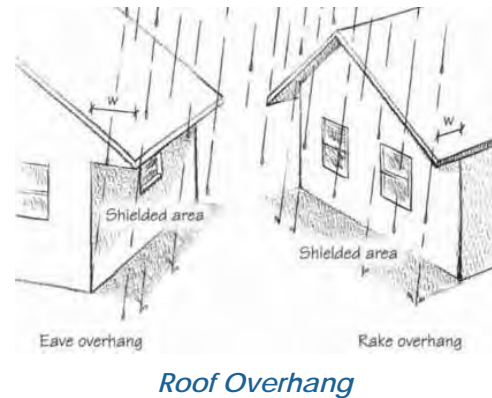 w
w
Shielded area
Shielded area
Eave overhang
Rake overhang
Roof Overhang